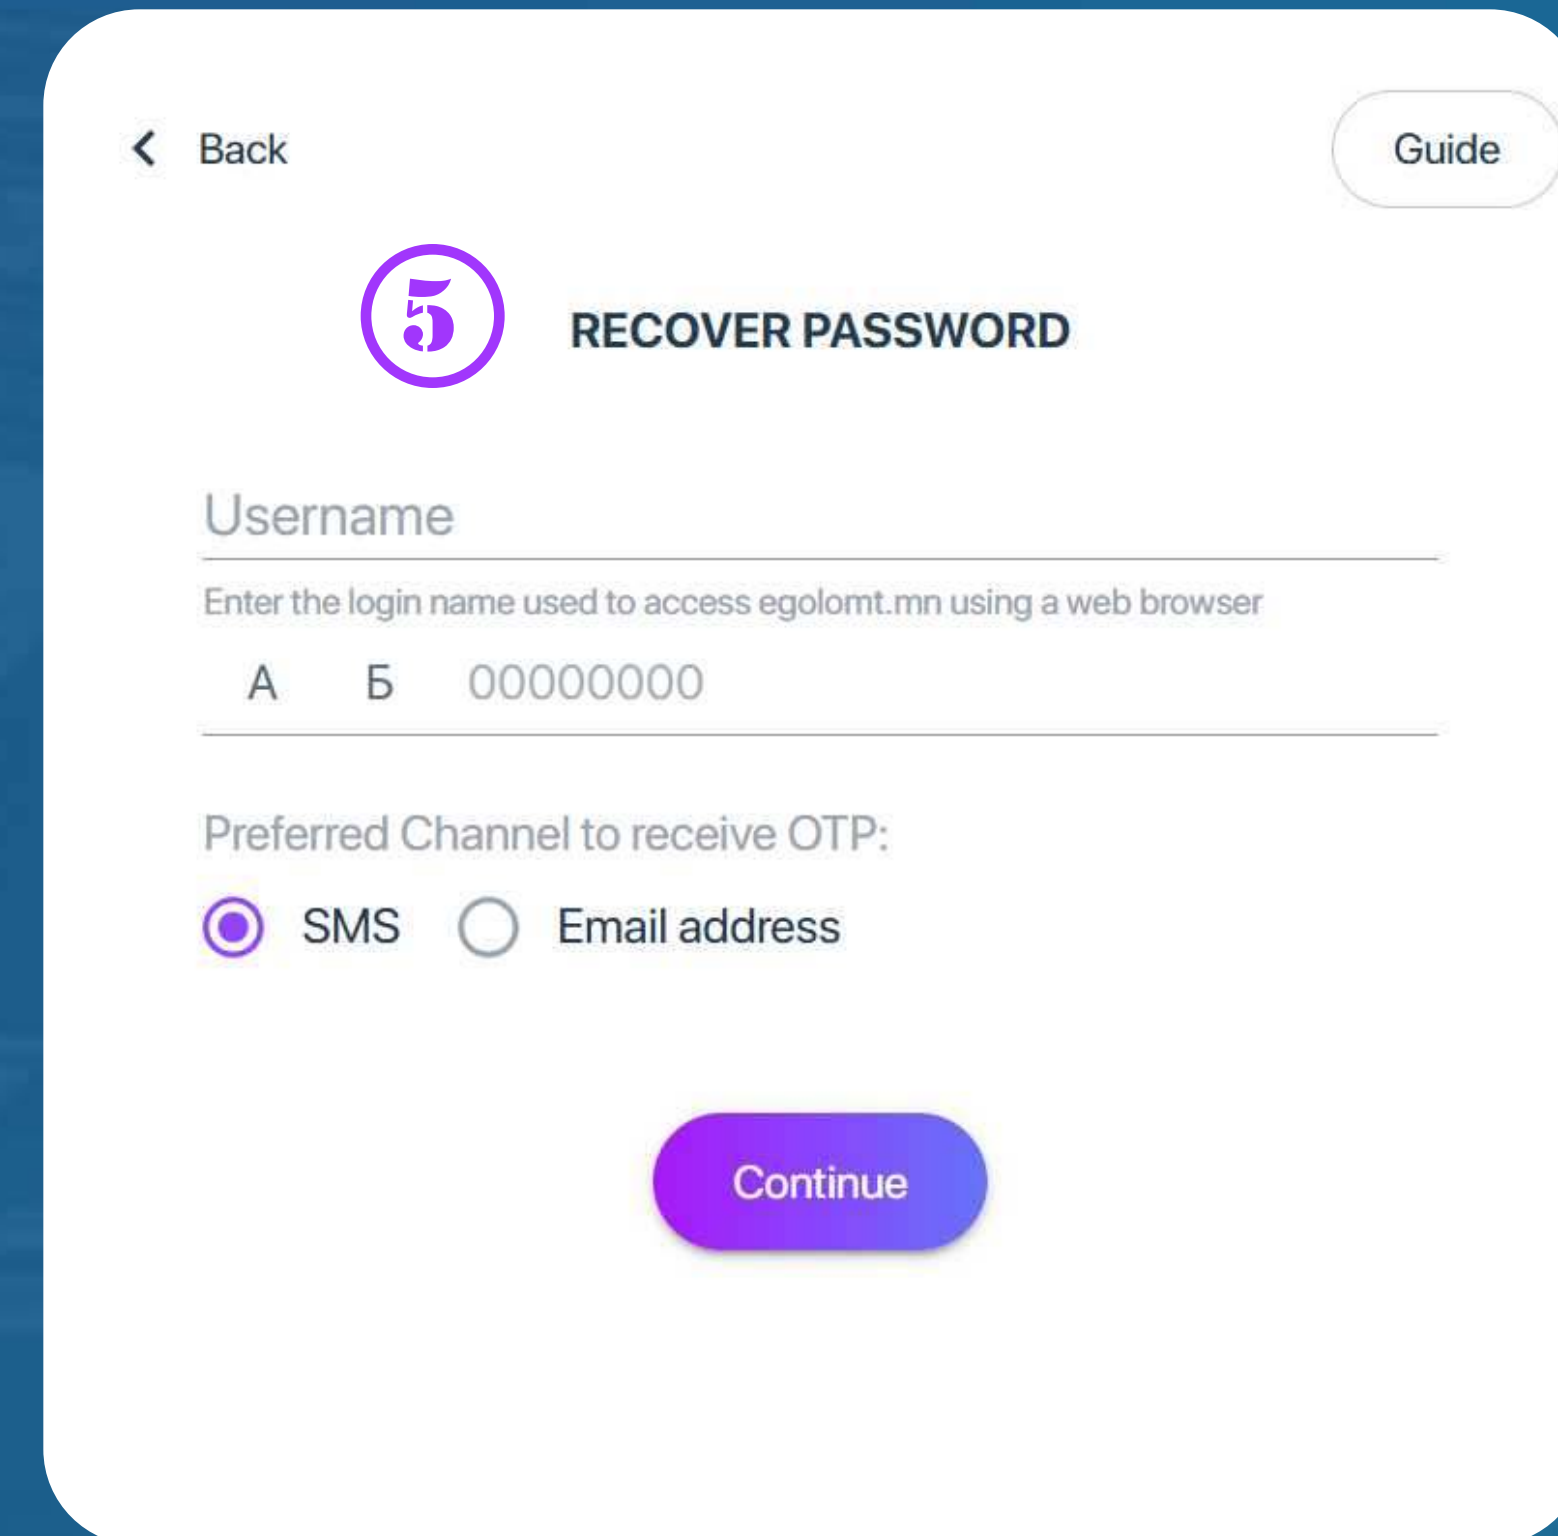 Back
Guide
5
RECOVER PASSWORD
Username
Enter the login name used to access egolomt.mn using a web browser
А Б 00000000
Preferred Channel to receive OTP:
SMS Email address
Continue